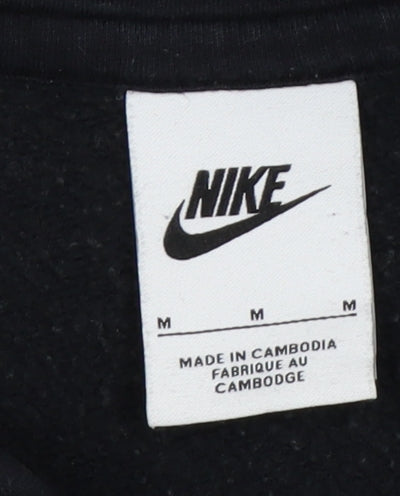 NIKE
M M M
MADE IN CAMBODIA
FABRIQUE AU
CAMBODGE